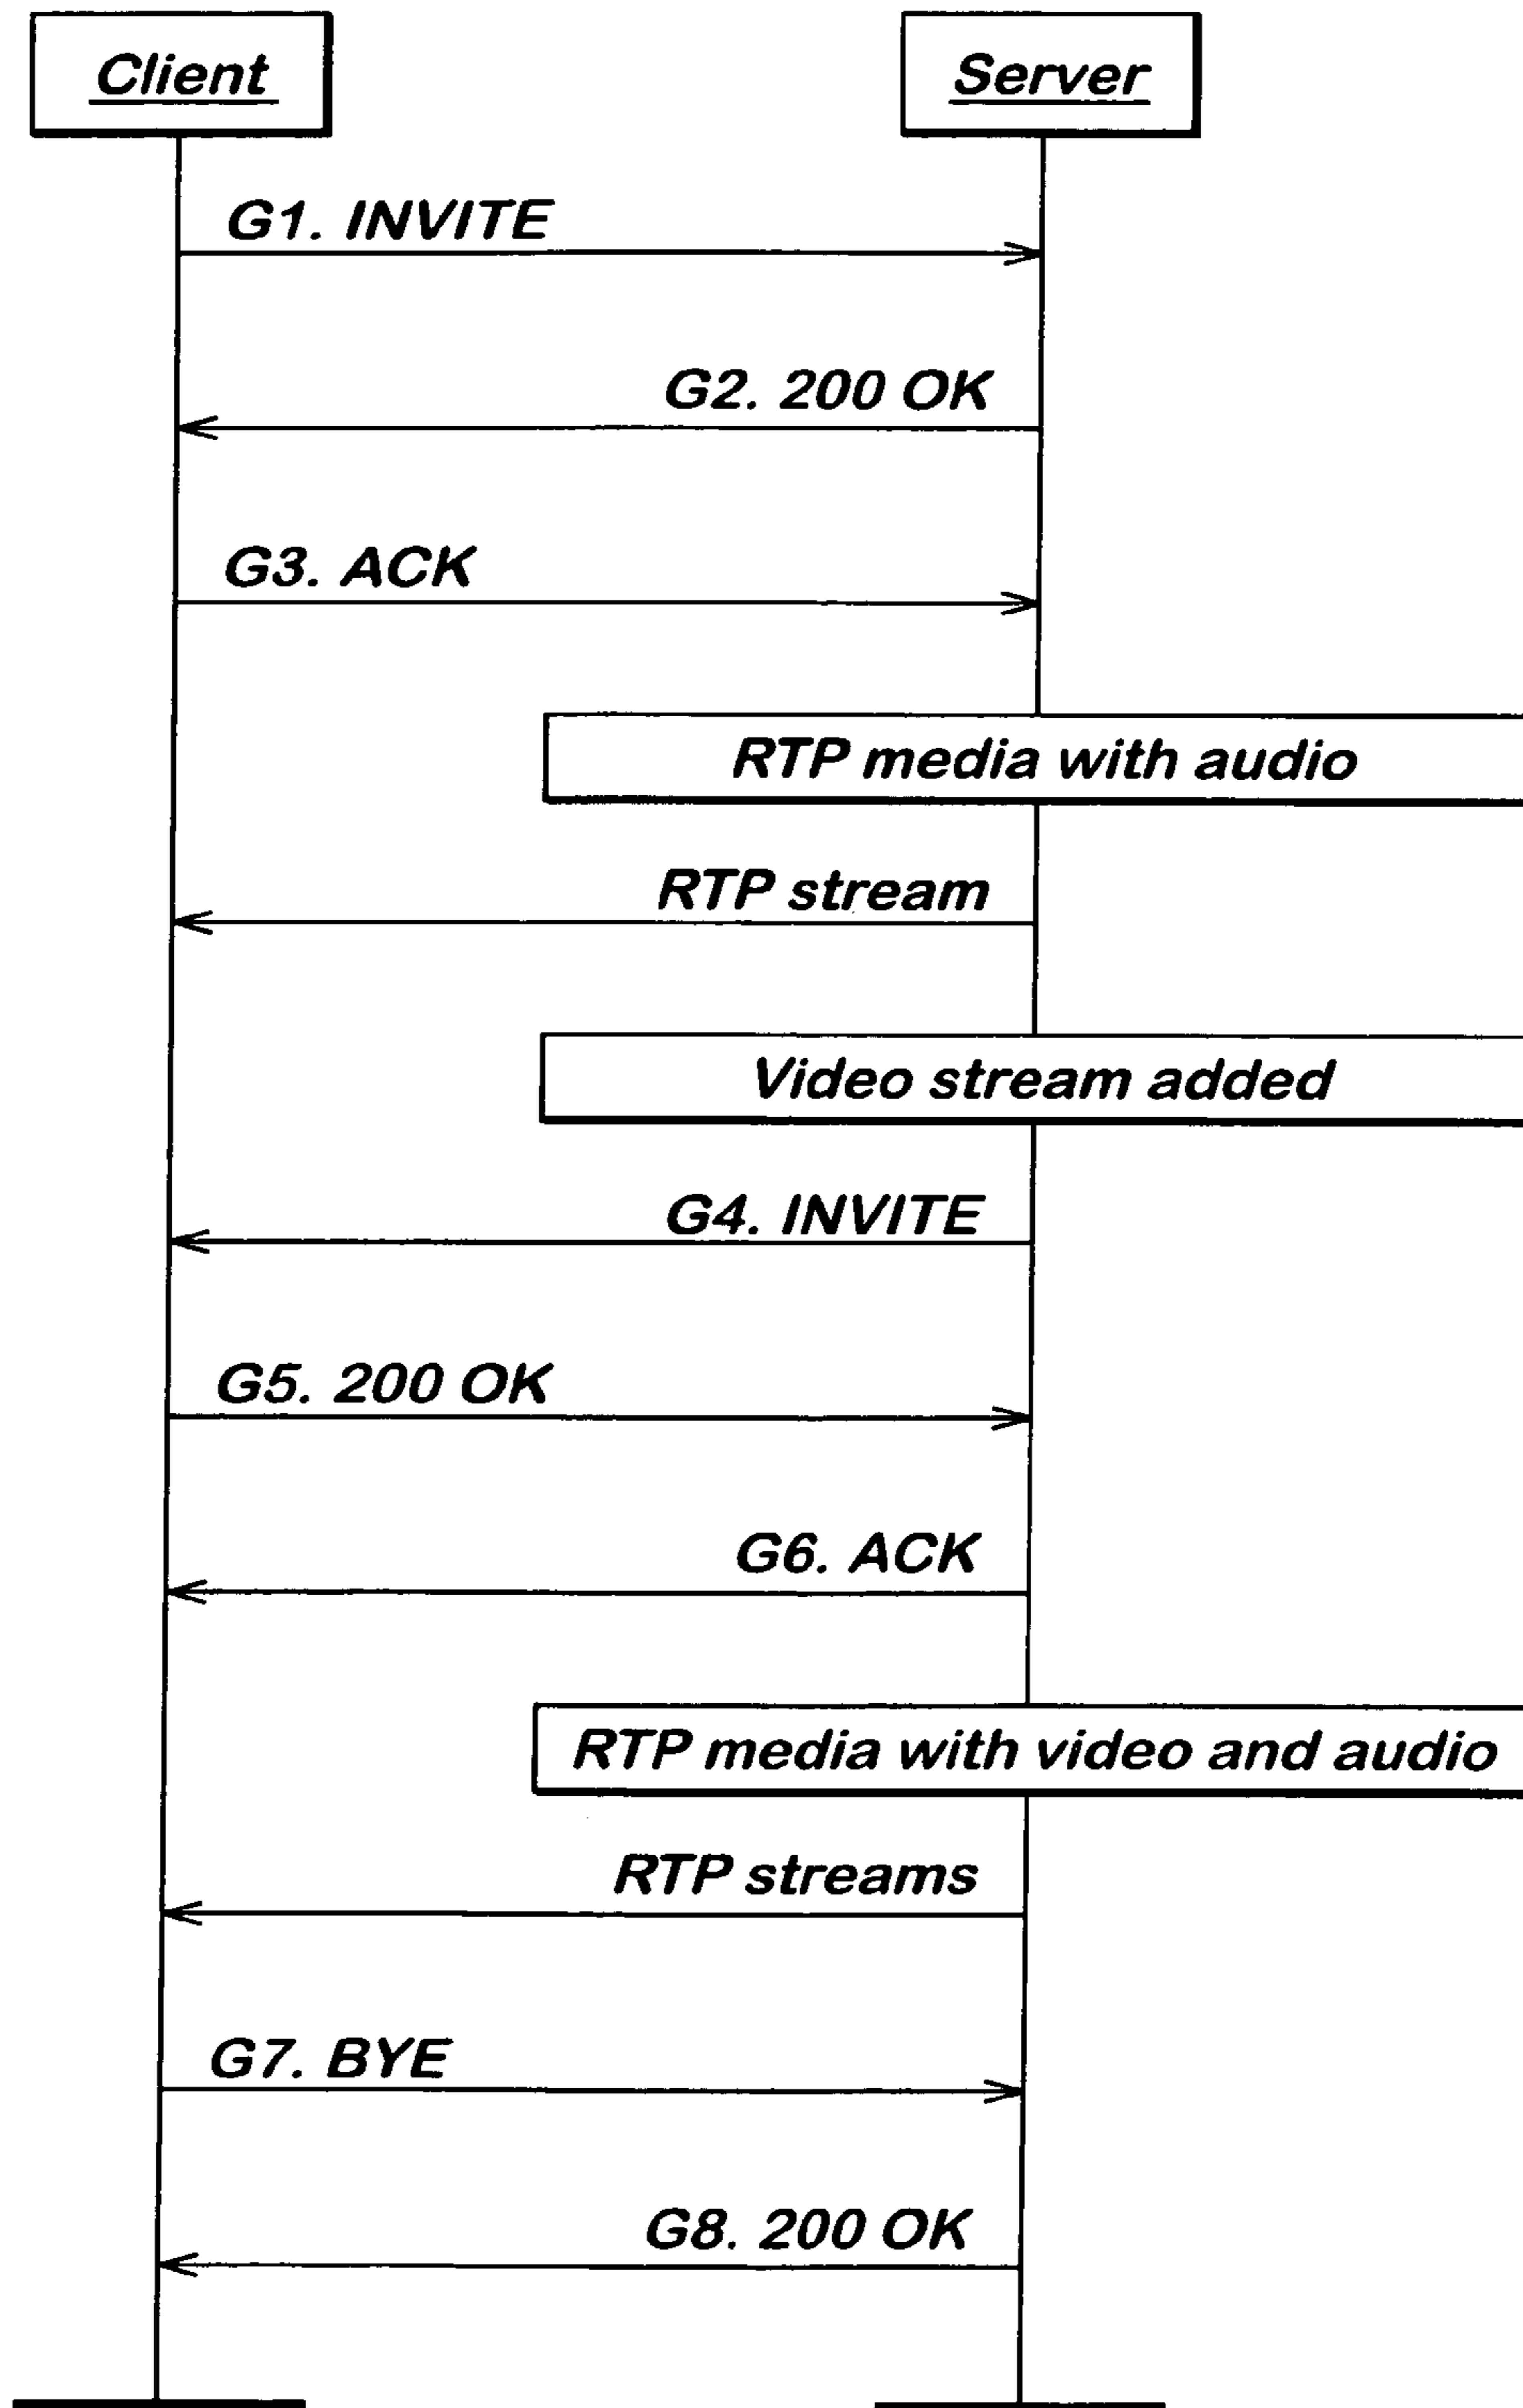 Client
Server
G1. INVITE
G2. 200 OK
G3. ACK
RTP media with audio
RTP stream
Video stream added
G4. INVITE
G5. 200 OK
G6. ACK
RTP media with video and audio
RTP streams
G7. BYE
G8. 200 OK